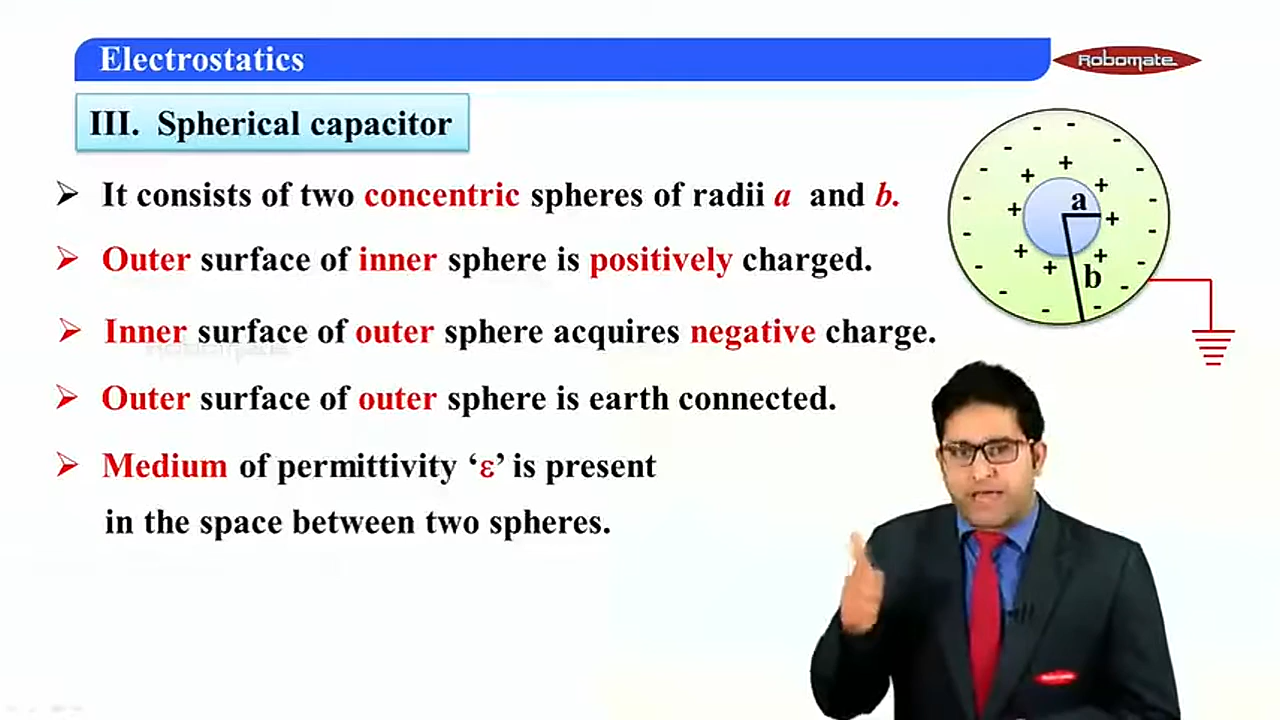 Electrostatics
Robomate
III. Spherical capacitor
➢ It consists of two concentric spheres of radii a and b.
➢ Outer surface of inner sphere is positively charged.
➢ Inner surface of outer sphere acquires negative charge.
➢ Outer surface of outer sphere is earth connected.
➢ Medium of permittivity ‘ε’ is present
in the space between two spheres.
a
b